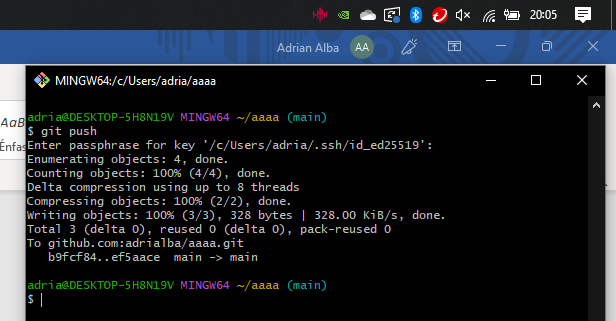 20:05
Adrian Alba AA
MINGW64:/c/Users/adria/aaaa
AaB
Énfas
adria@DESKTOP-5H8N19V MINGW64 ~/aaaa (main)
$ git push
Enter passphrase for key '/c/Users/adria/.ssh/id_ed25519':
Enumerating objects: 4, done.
Counting objects: 100% (4/4), done.
Delta compression using up to 8 threads
Compressing objects: 100% (2/2), done.
Writing objects: 100% (3/3), 328 bytes | 328.00 KiB/s, done.
Total 3 (delta 0), reused 0 (delta 0), pack-reused 0
To github.com:adrialba/aaaa.git
   b9fcf84..ef5aace  main -> main
adria@DESKTOP-5H8N19V MINGW64 ~/aaaa (main)
$